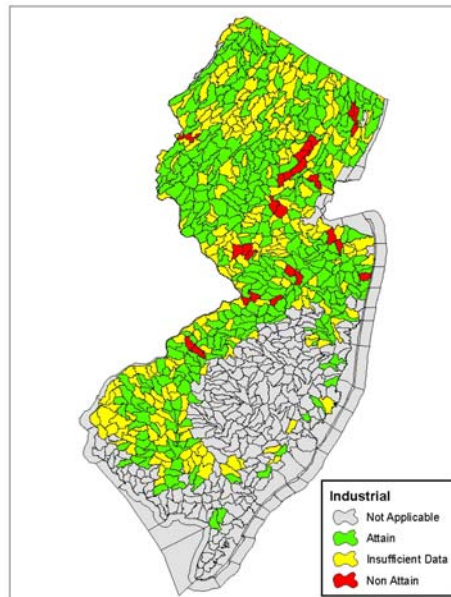 Industrial
Not Applicable
Attain
Insufficient Data
Non Attain